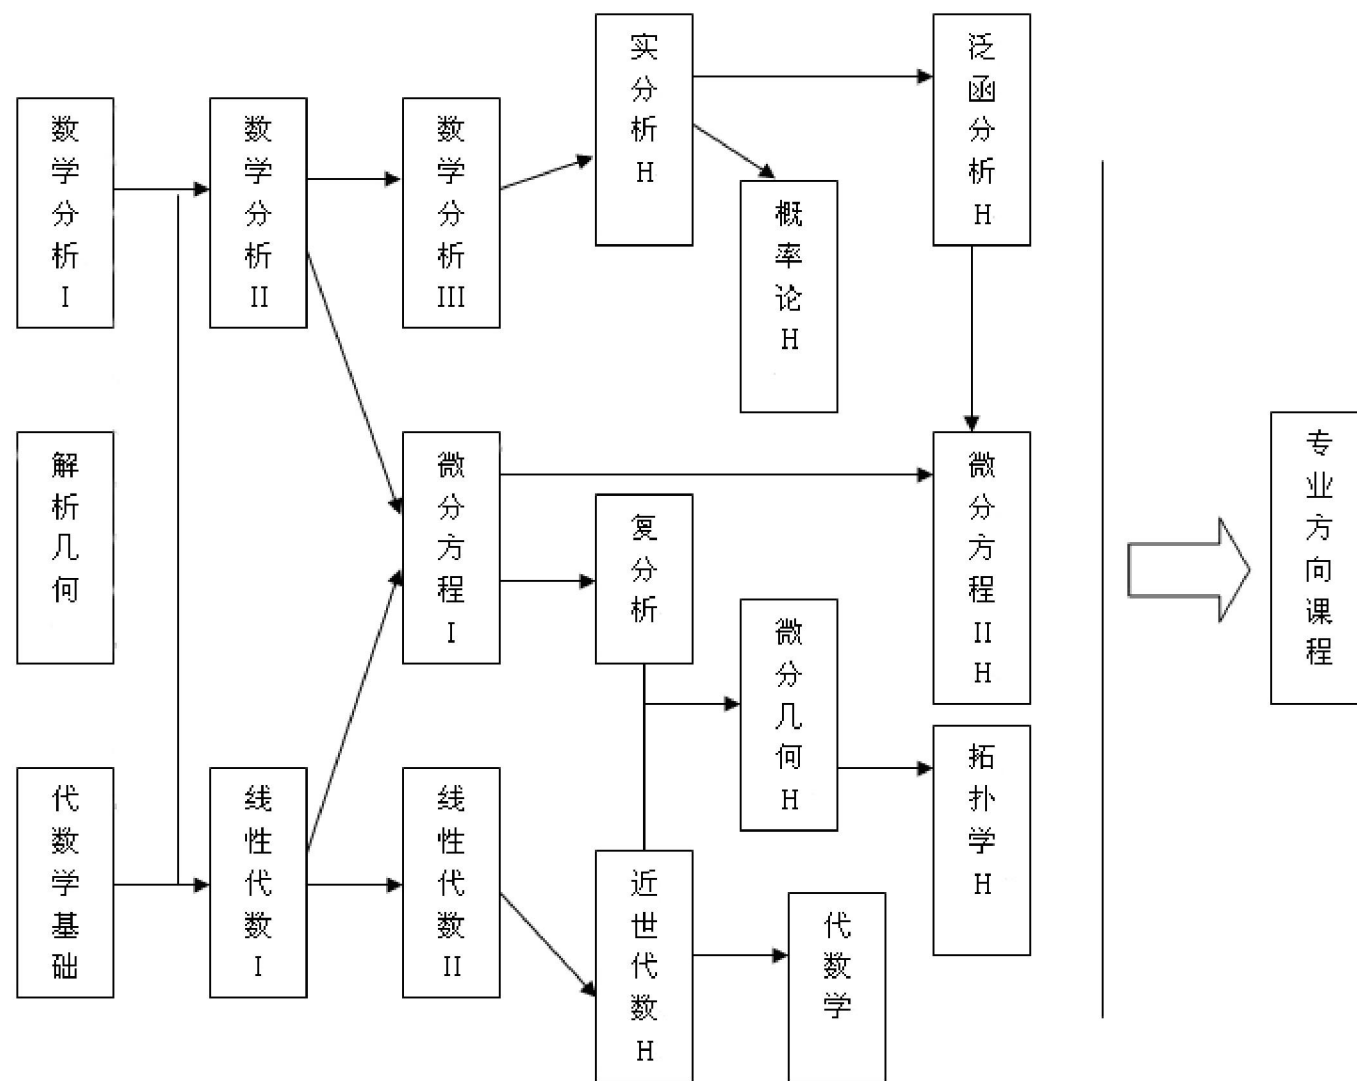 数学分析I
数学分析II
数学分析III
实分析H
概率论H
泛函分析H
解析几何
微分方程I
复分析
微分几何H
微分方程IIH
专业方向课程
代数学基础
线性代数I
线性代数II
近世代数H
代数学
拓扑学H